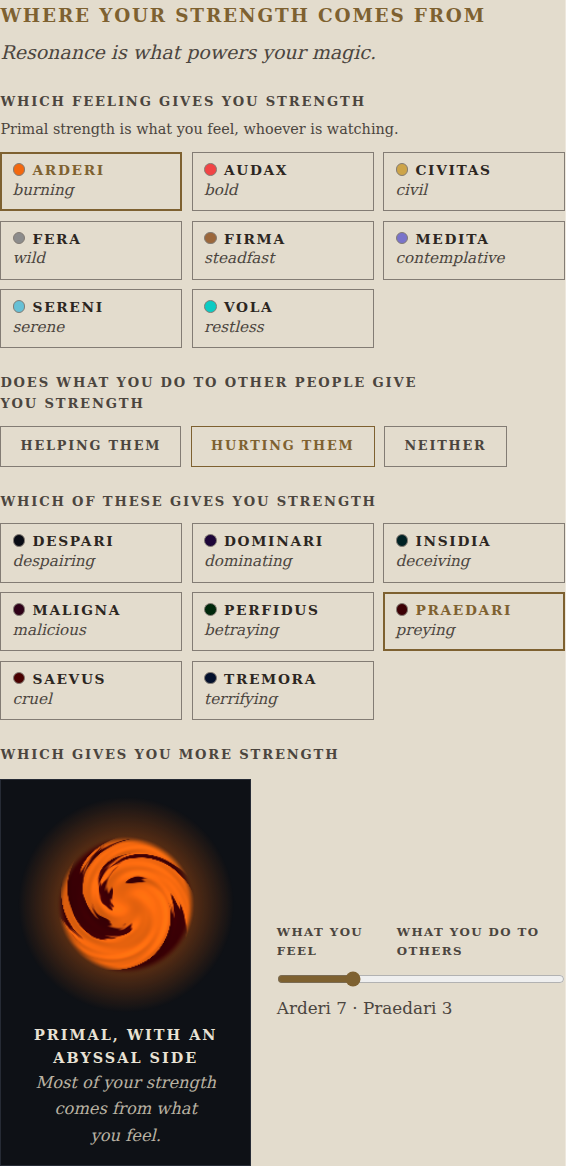 WHERE YOUR STRENGTH COMES FROM
Resonance is what powers your magic.
WHICH FEELING GIVES YOU STRENGTH
Primal strength is what you feel, whoever is watching.
ARDERI
burning
AUDAX
bold
CIVITAS
civil
FERA
wild
FIRMA
steadfast
MEDITA
contemplative
SERENI
serene
VOLA
restless
DOES WHAT YOU DO TO OTHER PEOPLE GIVE
YOU STRENGTH
HELPING THEM
HURTING THEM
NEITHER
WHICH OF THESE GIVES YOU STRENGTH
DESPARI
despairing
DOMINARI
dominating
INSIDIA
deceiving
MALIGNA
malicious
PERFIDUS
betraying
PRAEDARI
preying
SAEVUS
cruel
TREMORA
terrifying
WHICH GIVES YOU MORE STRENGTH
PRIMAL, WITH AN
ABYSSAL SIDE
Most of your strength
comes from what
you feel.
WHAT YOU
FEEL
WHAT YOU DO TO
OTHERS
Arderi 7 · Praedari 3